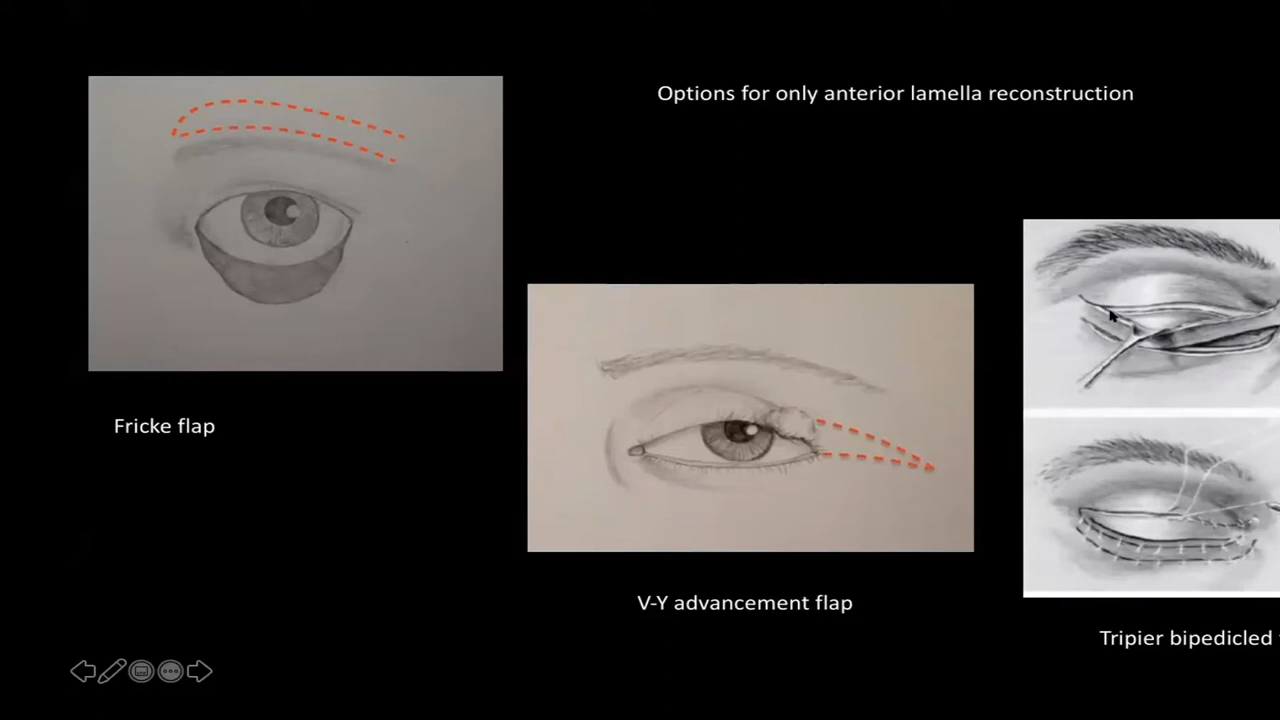 Options for only anterior lamella reconstruction
Fricke flap
V-Y advancement flap
Tripier bipedicled